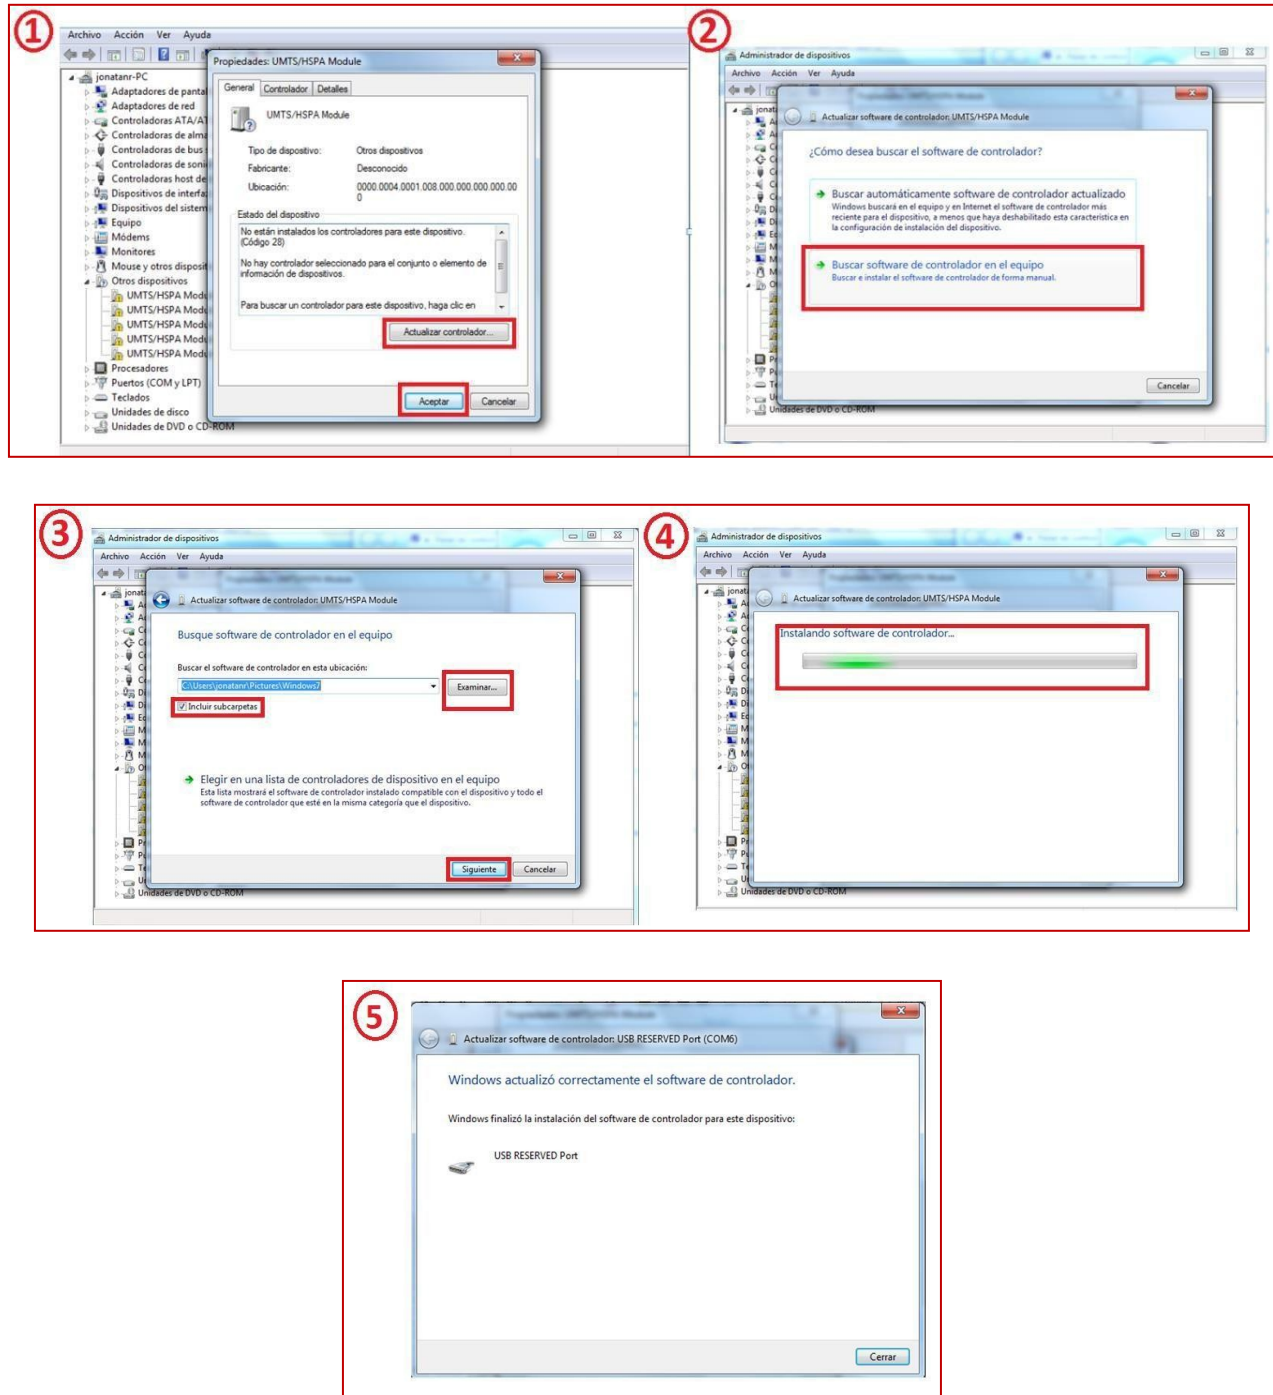 1
Archivo Acción Ver Ayuda
jonatanr-PC
Adaptadores de pantal
Adaptadores de red
Controladoras ATA/AT
Controladoras de alma
Controladoras de bus
Controladoras de soni
Controladoras host de
Dispositivos de interfaz
Dispositivos del sistem
Equipo
Módems
Monitores
Mouse y otros disposit
Otros dispositivos
UMTS/HSPA Modu
UMTS/HSPA Modu
UMTS/HSPA Modu
UMTS/HSPA Modu
UMTS/HSPA Modu
Procesadores
Puertos (COM y LPT)
Teclados
Unidades de disco
Unidades de DVD o CD-ROM
Propiedades: UMTS/HSPA Module
General Controlador Detalles
UMTS/HSPA Module
Tipo de dispositivo: Otros dispositivos
Fabricante: Desconocido
Ubicación: 0000.0004.0001.008.000.000.000.000.00
0
Estado del dispositivo
No están instalados los controladores para este dispositivo.
(Código 28)
No hay controlador seleccionado para el conjunto o elemento de
información de dispositivos.
Para buscar un controlador para este dispositivo, haga clic en
Actualizar controlador...
Aceptar Cancelar
2
Administrador de dispositivos
Archivo Acción Ver Ayuda
jonata
Unidades de DVD o CD-ROM
Actualizar software de controlador: UMTS/HSPA Module
¿Cómo desea buscar el software de controlador?
Buscar automáticamente software de controlador actualizado
Windows buscará en el equipo y en Internet el software de controlador más
reciente para el dispositivo, a menos que haya deshabilitado esta característica en
la configuración de instalación del dispositivo.
Buscar software de controlador en el equipo
Buscar e instalar el software de controlador de forma manual.
Cancelar
3
Administrador de dispositivos
Archivo Acción Ver Ayuda
jonata
Unidades de DVD o CD-ROM
Actualizar software de controlador: UMTS/HSPA Module
Busque software de controlador en el equipo
Buscar el software de controlador en esta ubicación:
C:\Users\jonatanr\Pictures\Windows7
Examinar...
Incluir subcarpetas
Elegir en una lista de controladores de dispositivo en el equipo
Esta lista mostrará el software de controlador instalado compatible con el dispositivo y todo el
software de controlador que esté en la misma categoría que el dispositivo.
Siguiente Cancelar
4
Administrador de dispositivos
Archivo Acción Ver Ayuda
jonata
Unidades de DVD o CD-ROM
Actualizar software de controlador: UMTS/HSPA Module
Instalando software de controlador...
5
Actualizar software de controlador: USB RESERVED Port (COM6)
Windows actualizó correctamente el software de controlador.
Windows finalizó la instalación del software de controlador para este dispositivo:
USB RESERVED Port
Cerrar